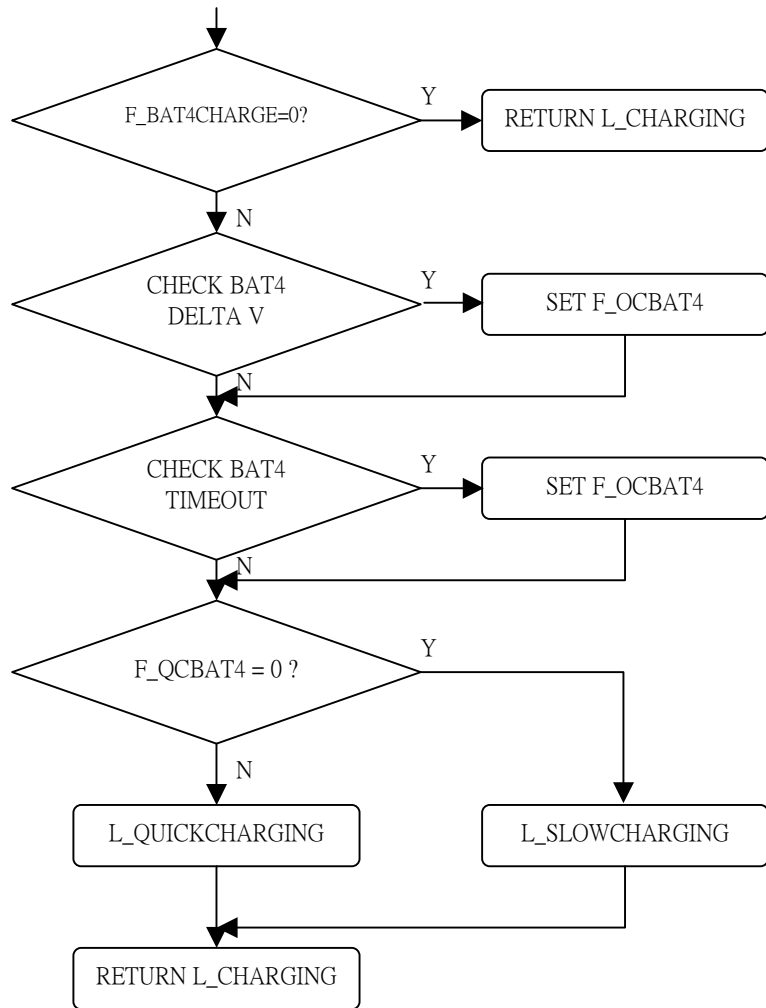 F_BAT4CHARGE=0?
Y
RETURN L_CHARGING
N
CHECK BAT4
DELTA V
Y
SET F_OCBAT4
N
CHECK BAT4
TIMEOUT
Y
SET F_OCBAT4
N
F_QCBAT4 = 0 ?
Y
N
L_QUICKCHARGING
L_SLOWCHARGING
RETURN L_CHARGING